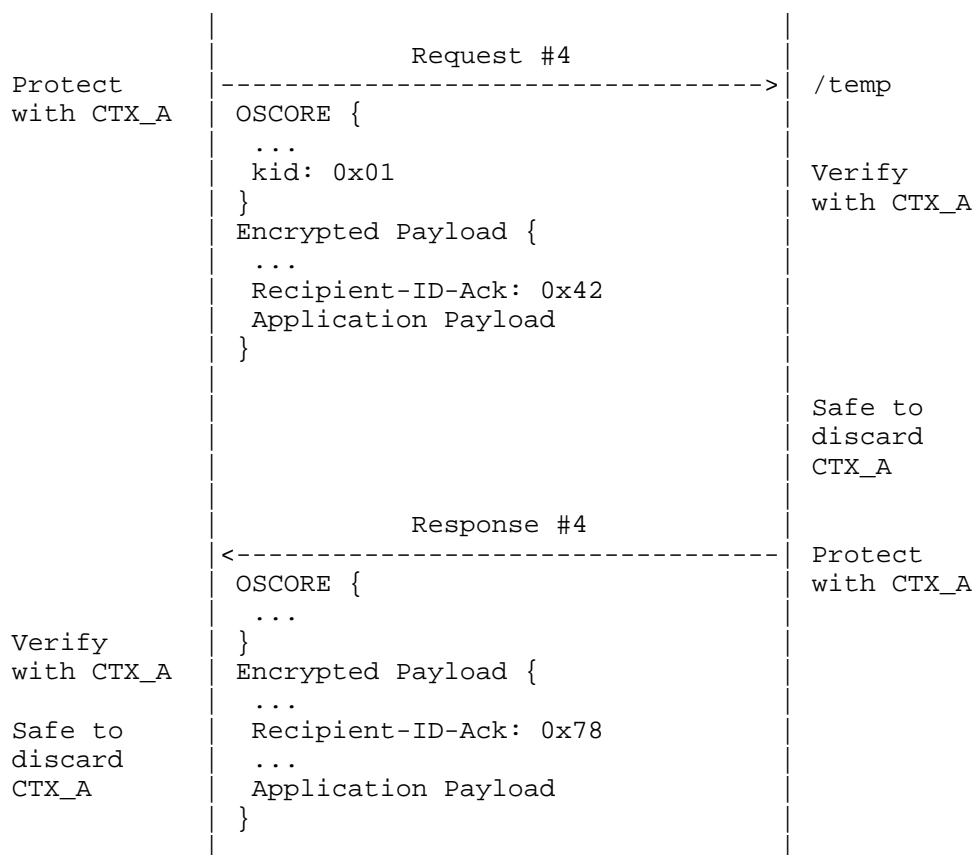 Request #4
Protect |---------------------------------->| /temp
with CTX_A | OSCORE { |
| ... |
| kid: 0x01 | Verify
| } | with CTX_A
| Encrypted Payload { |
| ... |
| Recipient-ID-Ack: 0x42 |
| Application Payload |
| } |
| | Safe to
| | discard
| | CTX_A
Response #4
|<----------------------------------| Protect
| OSCORE { | with CTX_A
| ... |
Verify | } |
with CTX_A | Encrypted Payload { |
| ... |
Safe to | Recipient-ID-Ack: 0x78 |
discard | ... |
CTX_A | Application Payload |
| } |